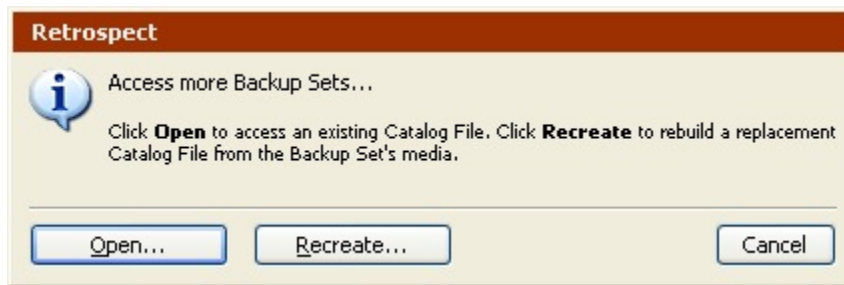 Retrospect
Access more Backup Sets...
Click Open to access an existing Catalog File. Click Recreate to rebuild a replacement
Catalog File from the Backup Set's media.
Open...
Recreate...
Cancel